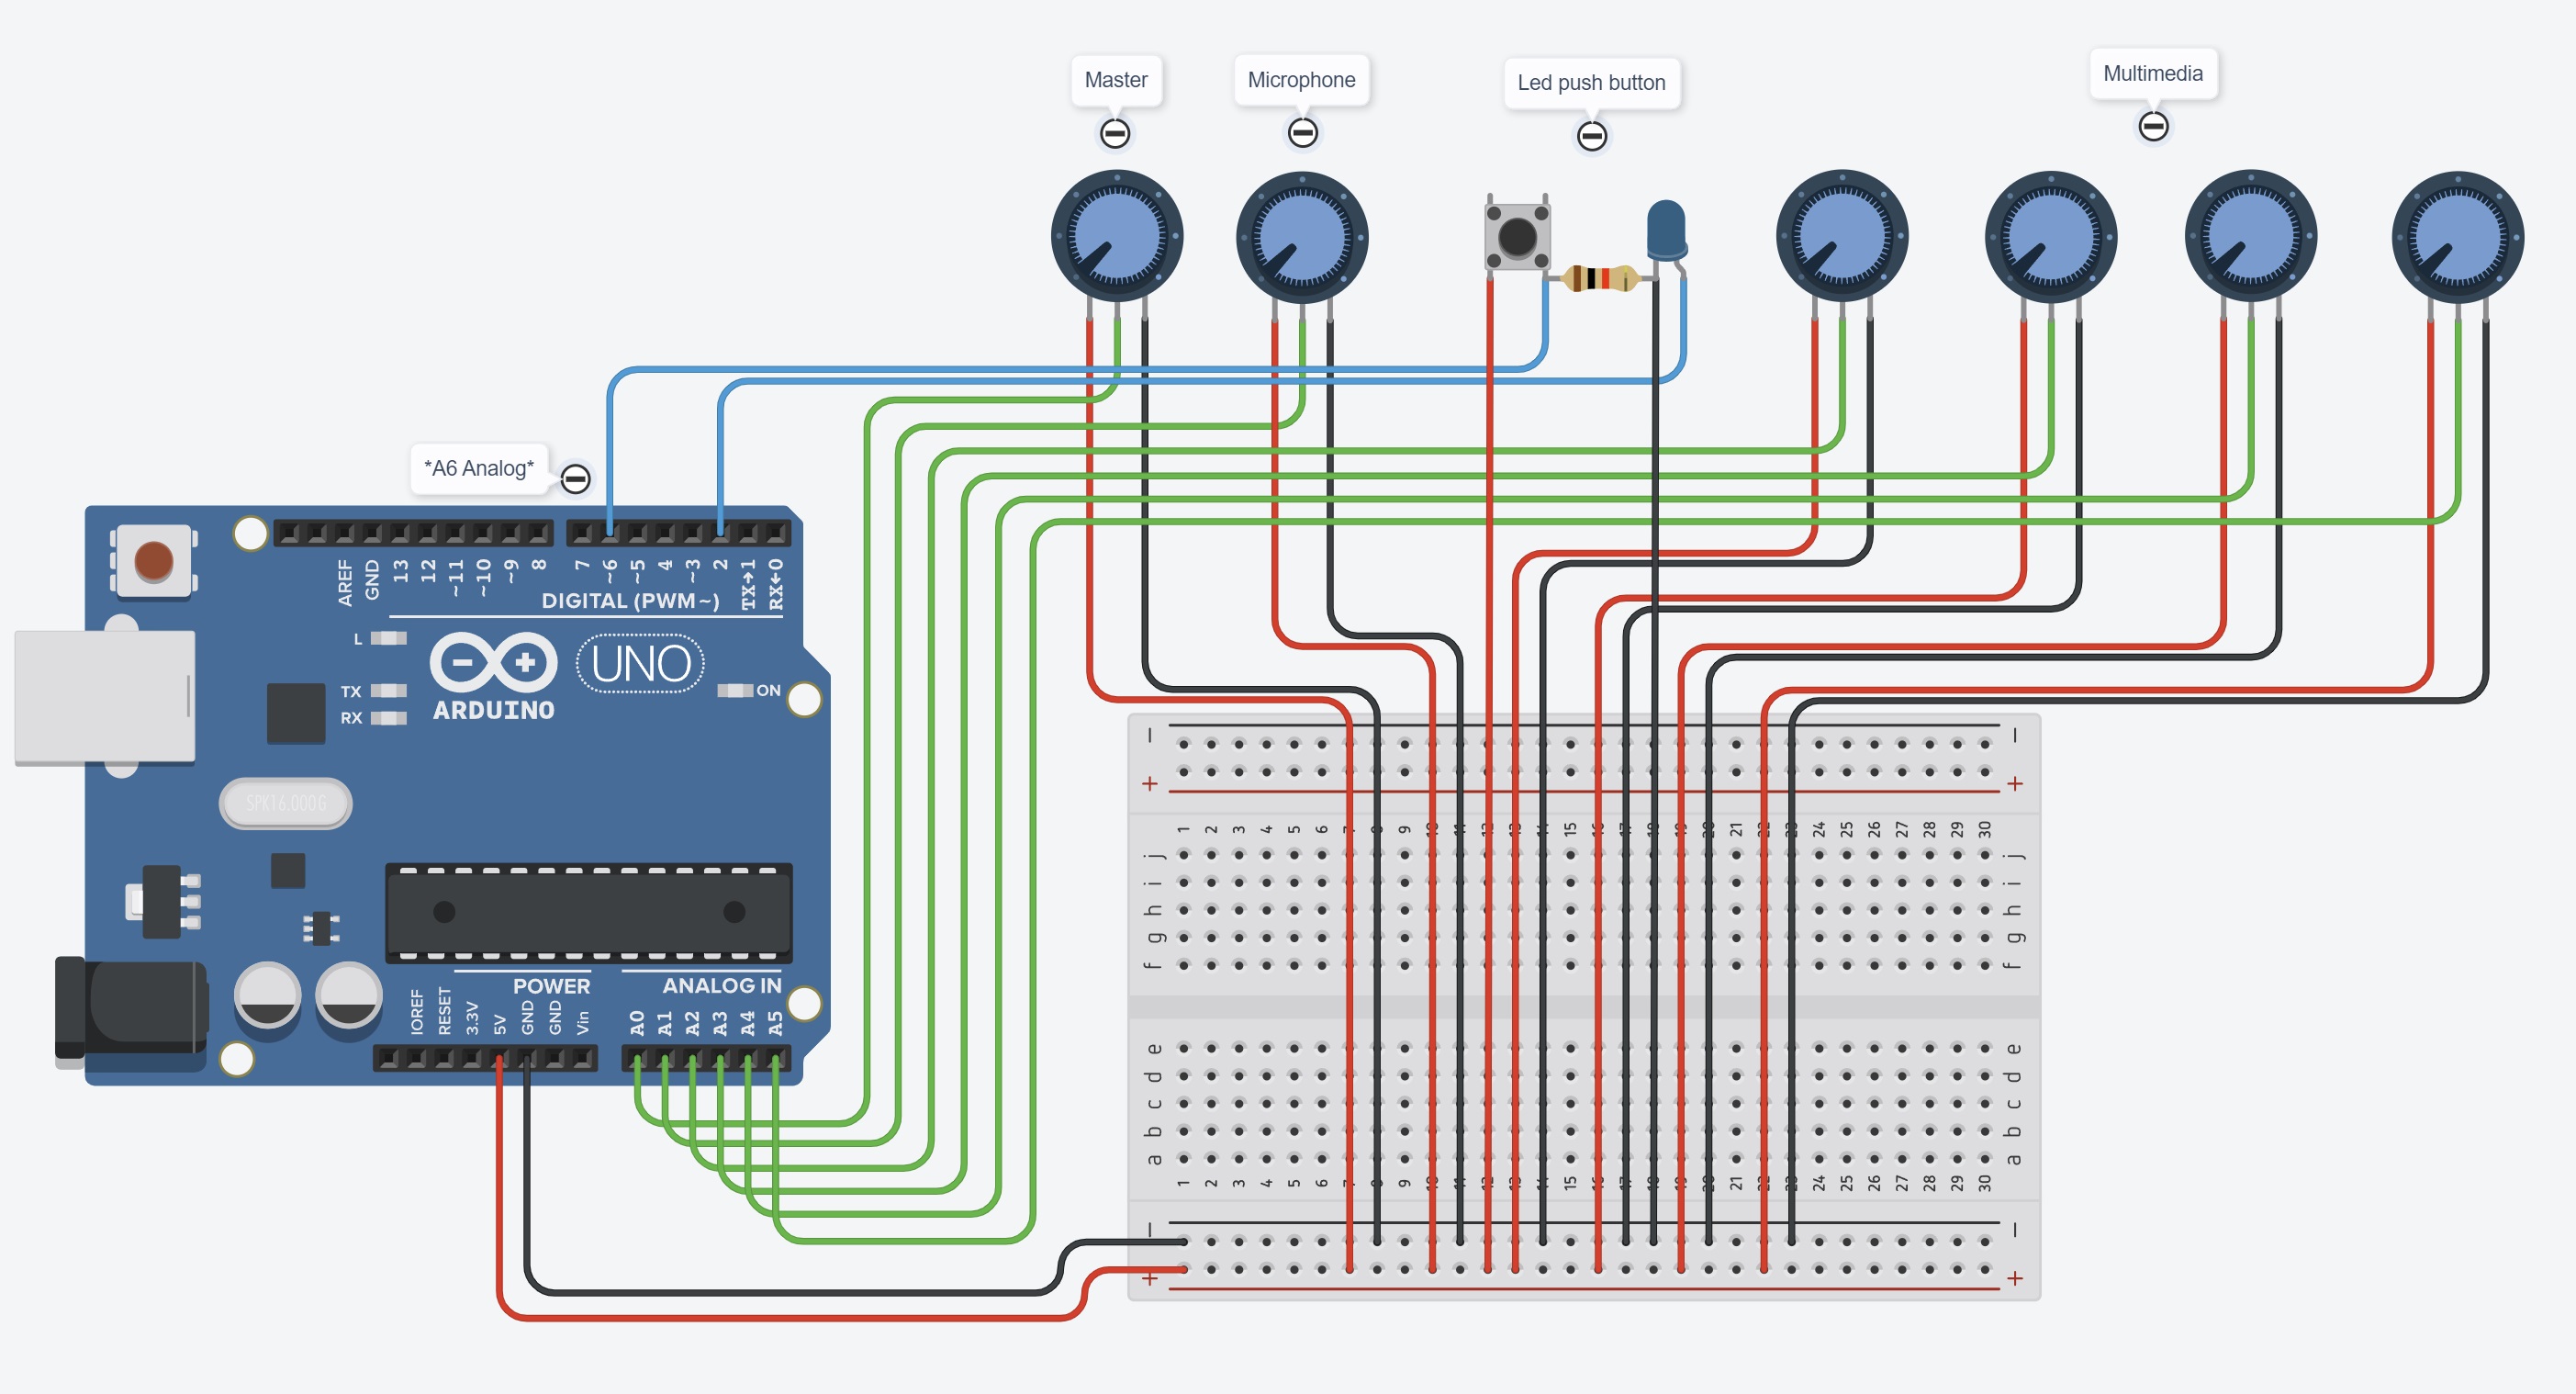 Master
Microphone
Led push button
Multimedia
*A6 Analog*
AREF
GND
13
12
~11
~10
~9
8
7
~6
~5
4
~3
2
TX→1
RX←0
DIGITAL (PWM~)
L
TX
RX
UNO
ON
ARDUINO
SPK16.000G
POWER
ANALOG IN
IOREF
RESET
3.3V
5V
GND
GND
Vin
A0
A1
A2
A3
A4
A5
− −
+ +
1 2 3 4 5 6 7 8 9 10 11 12 13 14 15 16 17 18 19 20 21 22 23 24 25 26 27 28 29 30
j j
i i
h h
g g
f f
e e
d d
c c
b b
a a
1 2 3 4 5 6 7 8 9 10 11 12 13 14 15 16 17 18 19 20 21 22 23 24 25 26 27 28 29 30
− −
+ +